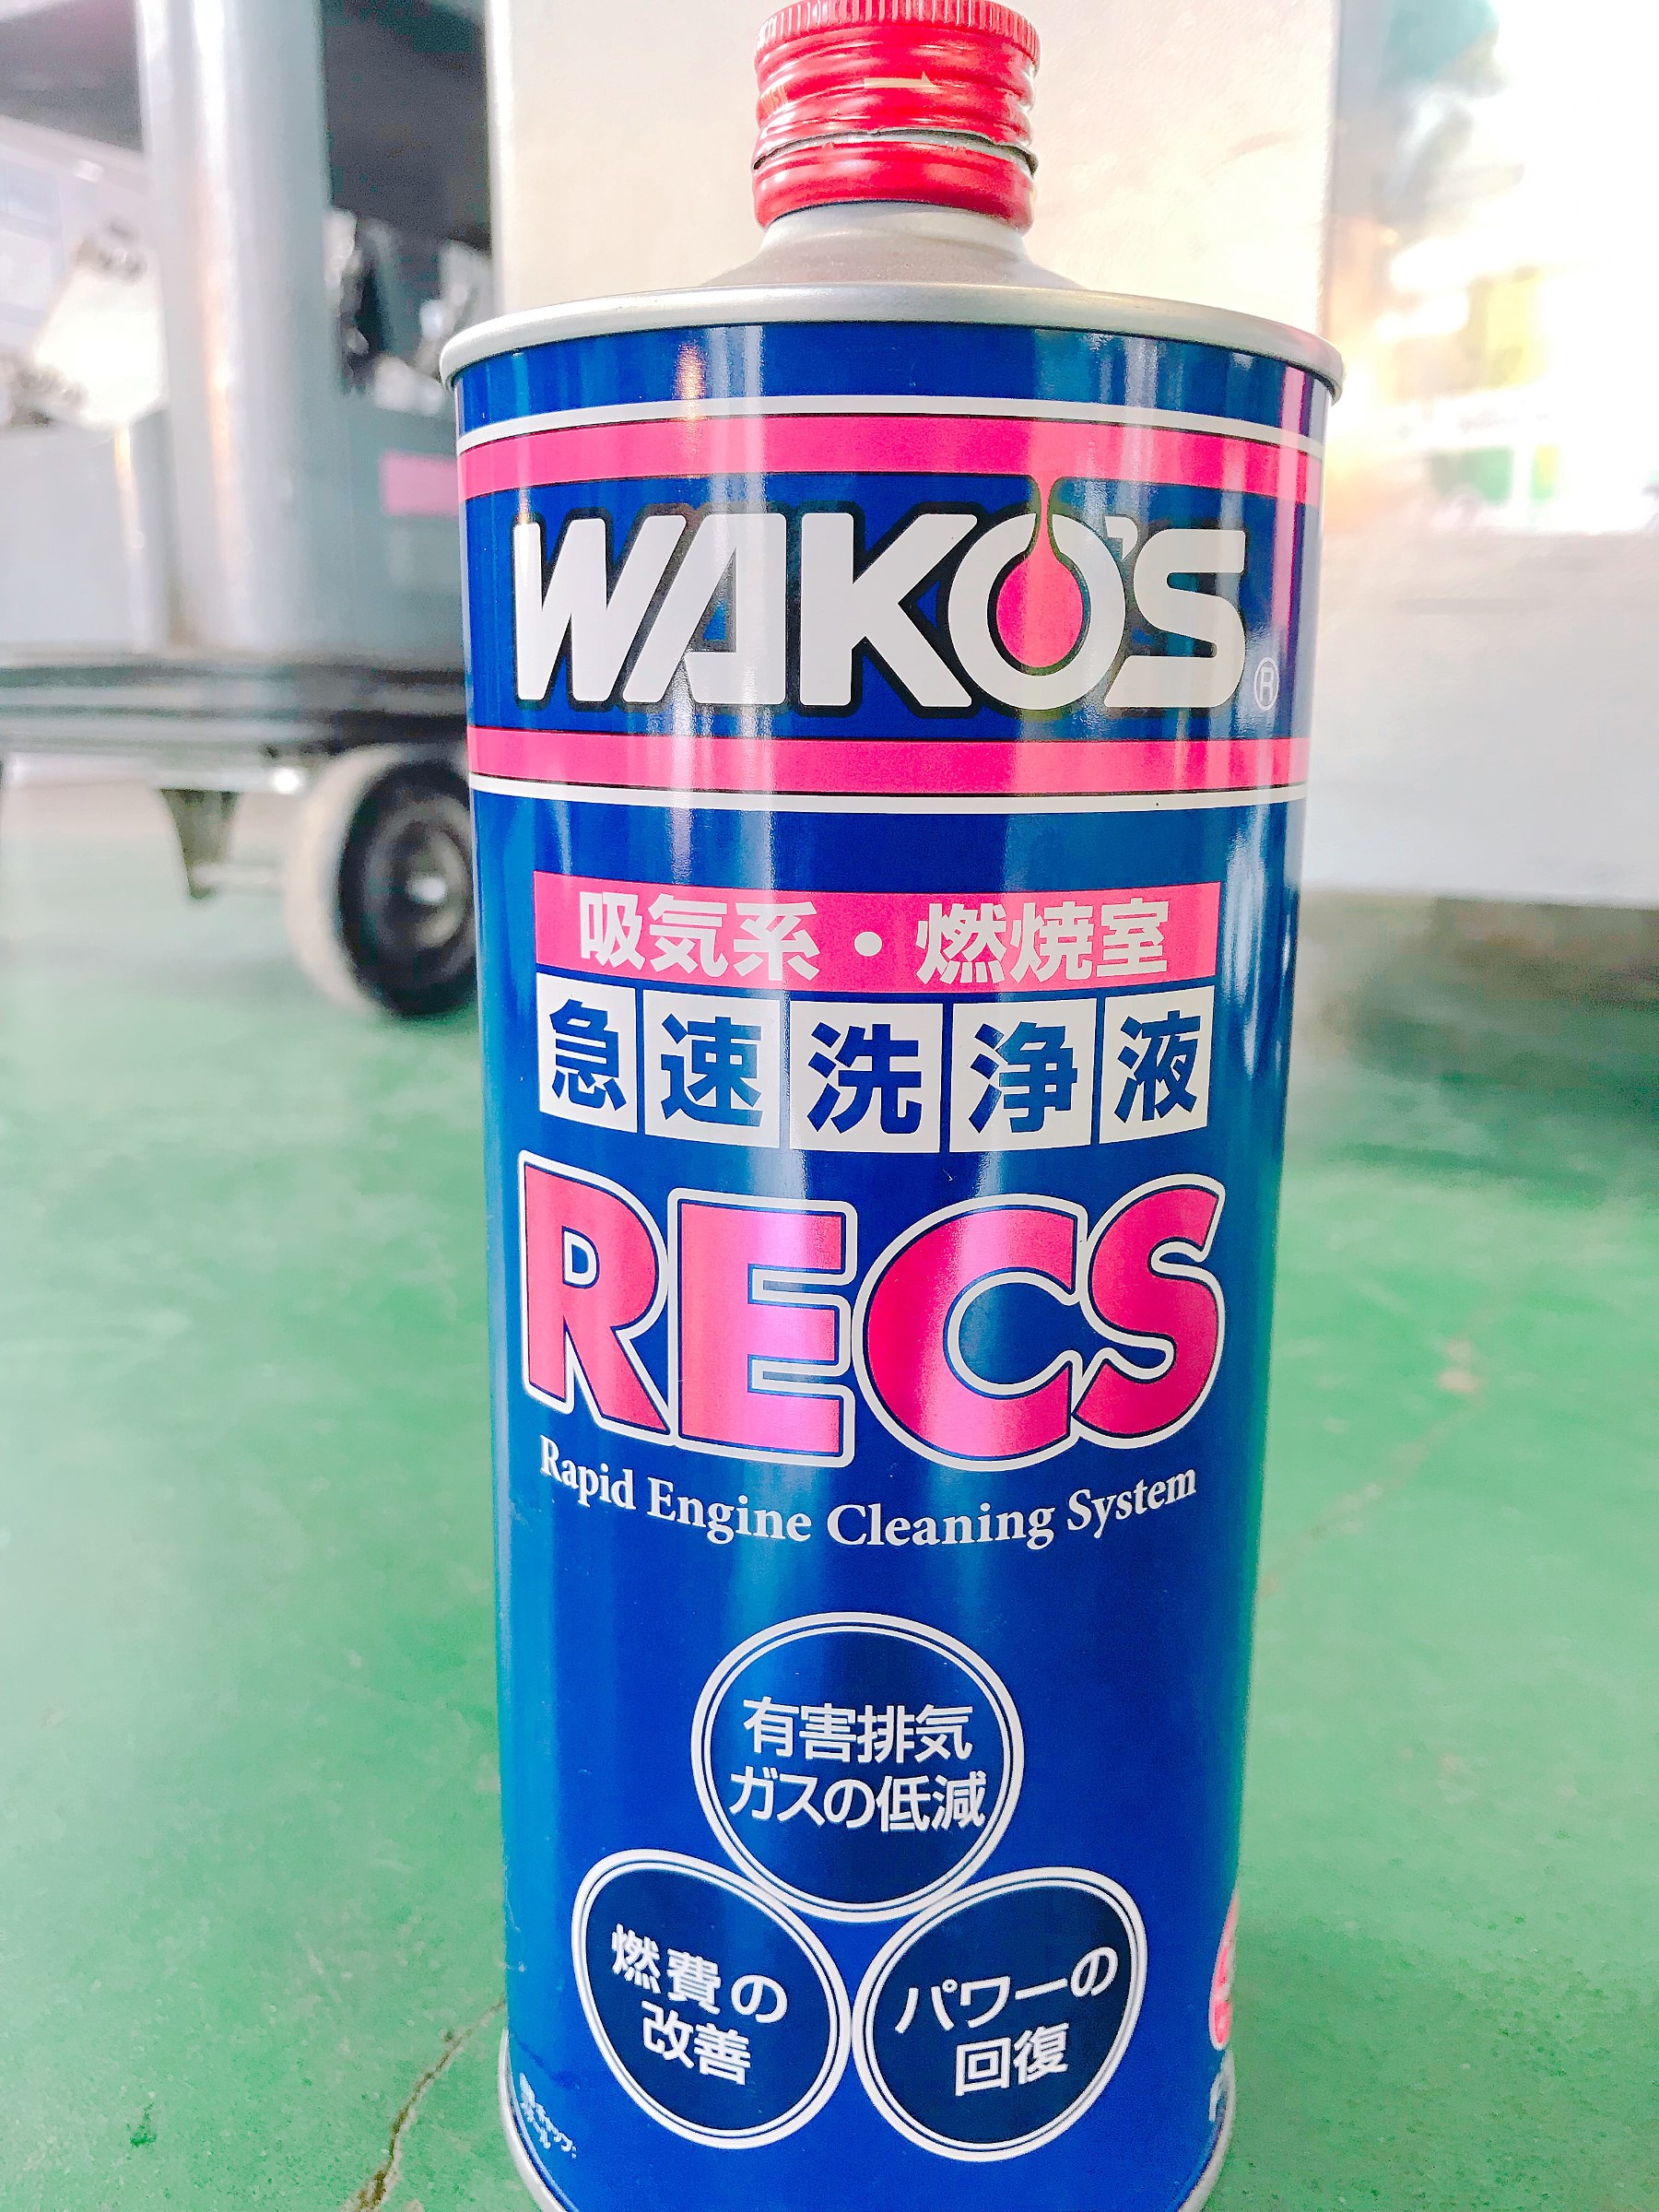 WAKO'S®
吸気系・燃焼室
急速洗浄液
RECS
Rapid Engine Cleaning System
有害排気
ガスの低減
燃費の
改善
パワーの
回復